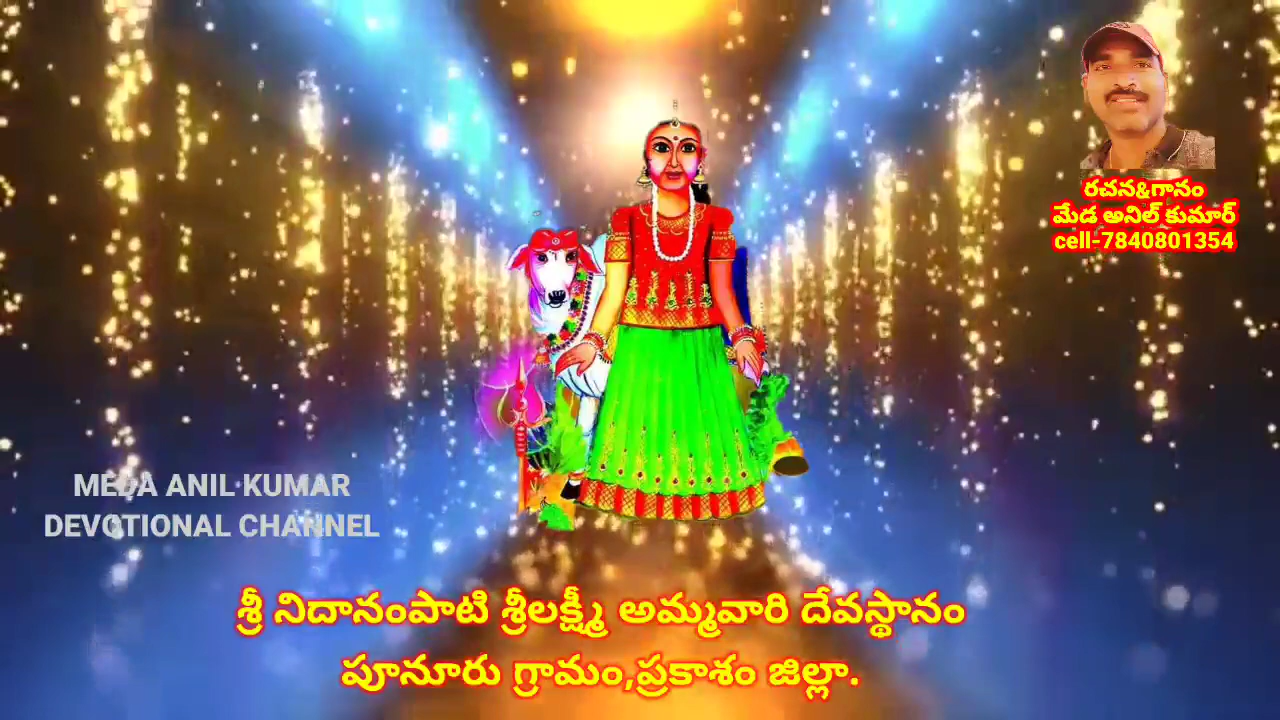 రచన&గానం
మేడ అనిల్ కుమార్
cell-7840801354
MEDA ANIL KUMAR
DEVOTIONAL CHANNEL
శ్రీ నిదానంపాటి శ్రీలక్ష్మీ అమ్మవారి దేవస్థానం
పూనూరు గ్రామం,ప్రకాశం జిల్లా.